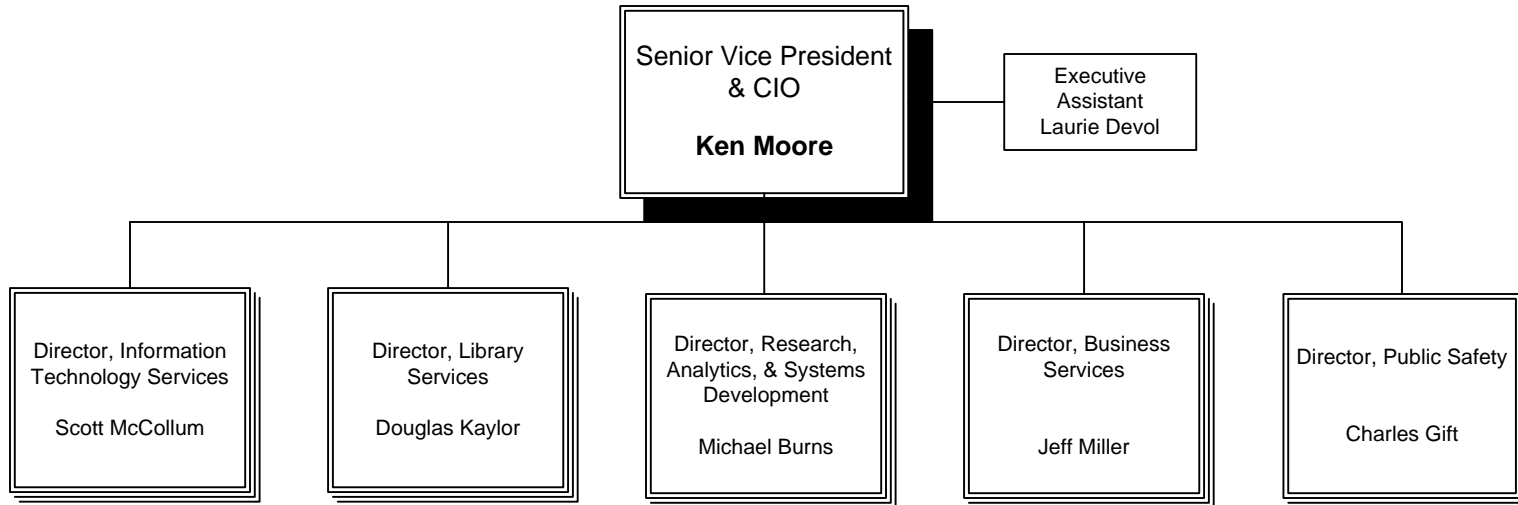 Senior Vice President
& CIO
Ken Moore
Executive
Assistant
Laurie Devol
Director, Information
Technology Services
Scott McCollum
Director, Library
Services
Douglas Kaylor
Director, Research,
Analytics, & Systems
Development
Michael Burns
Director, Business
Services
Jeff Miller
Director, Public Safety
Charles Gift